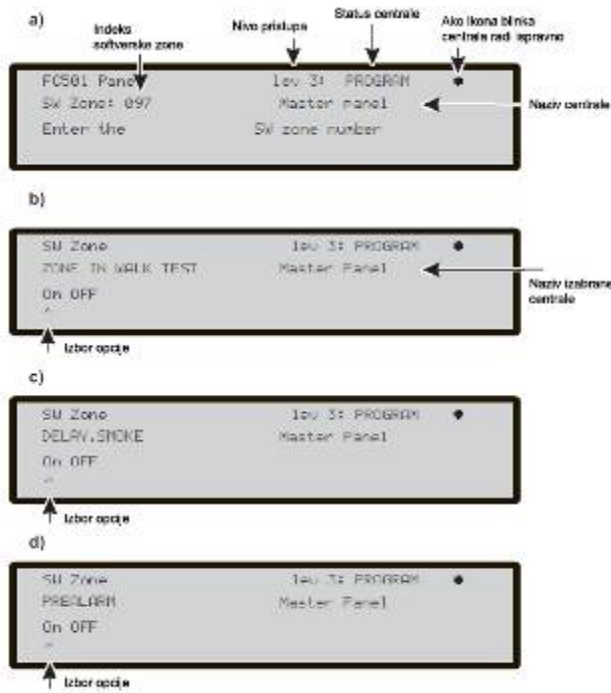 a)
Indeks softverske zone
Nivo pristupa
Status centrale
Ako ikona blinka centrala radi ispravno
FC501 Panel lev 3: PROGRAM
SW Zone: 097 Master panel
Naziv centrale
Enter the SW zone number
b)
SW Zone lev 3: PROGRAM
ZONE IN WALK TEST Master Panel
Naziv izabrane centrale
On OFF
^
Izbor opcije
c)
SW Zone lev 3: PROGRAM
DELAY.SMOKE Master Panel
On OFF
^
Izbor opcije
d)
SW Zone lev 3: PROGRAM
PREALARM Master Panel
On OFF
^
Izbor opcije